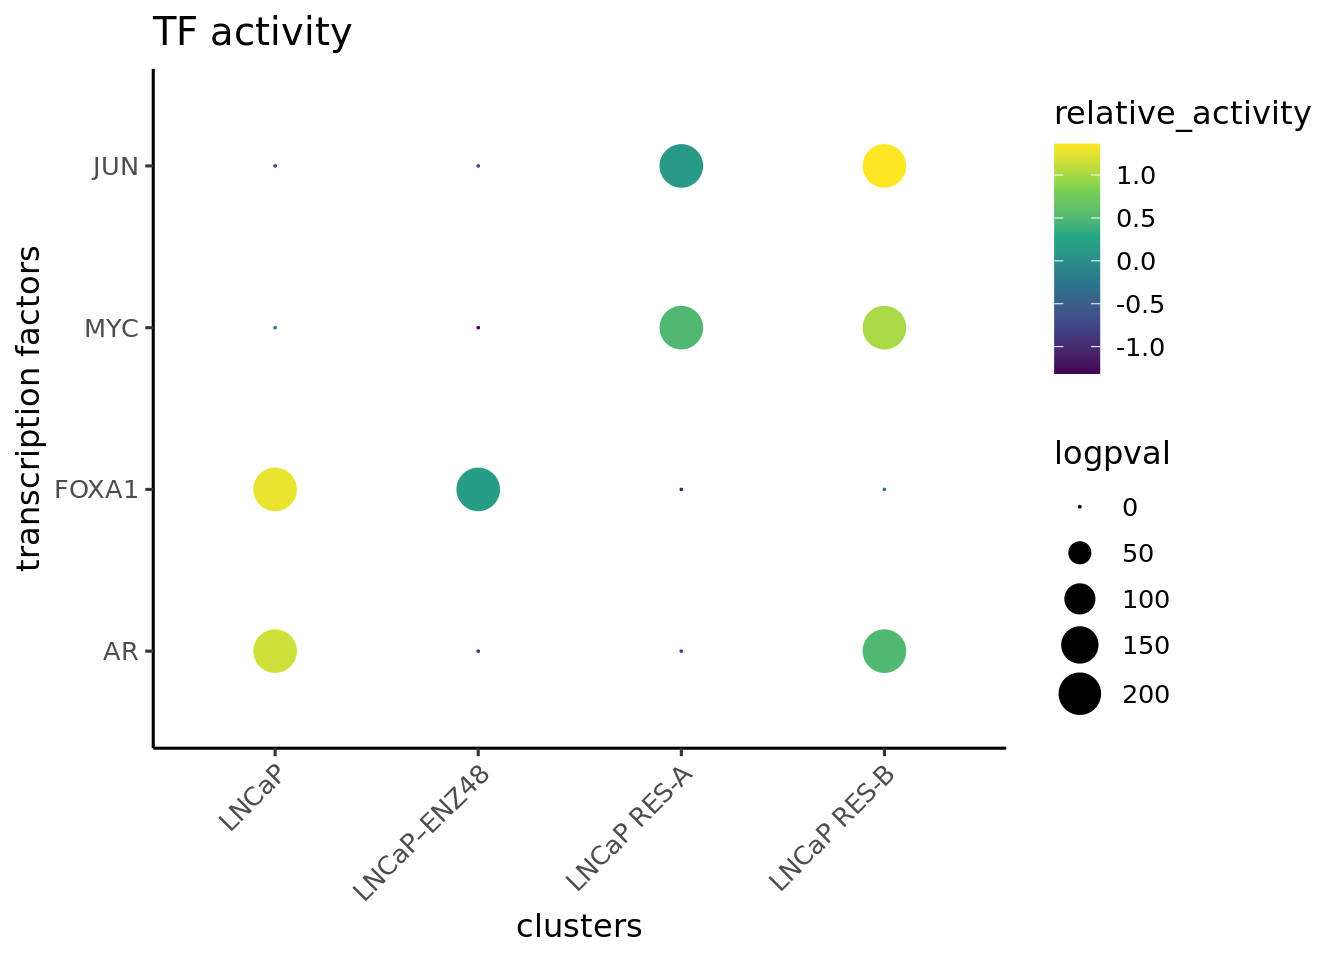 TF activity
transcription factors
JUN
MYC
FOXA1
AR
LNCaP
LNCaP–ENZ48
LNCaP RES-A
LNCaP RES-B
clusters
relative_activity
1.0
0.5
0.0
-0.5
-1.0
logpval
0
50
100
150
200